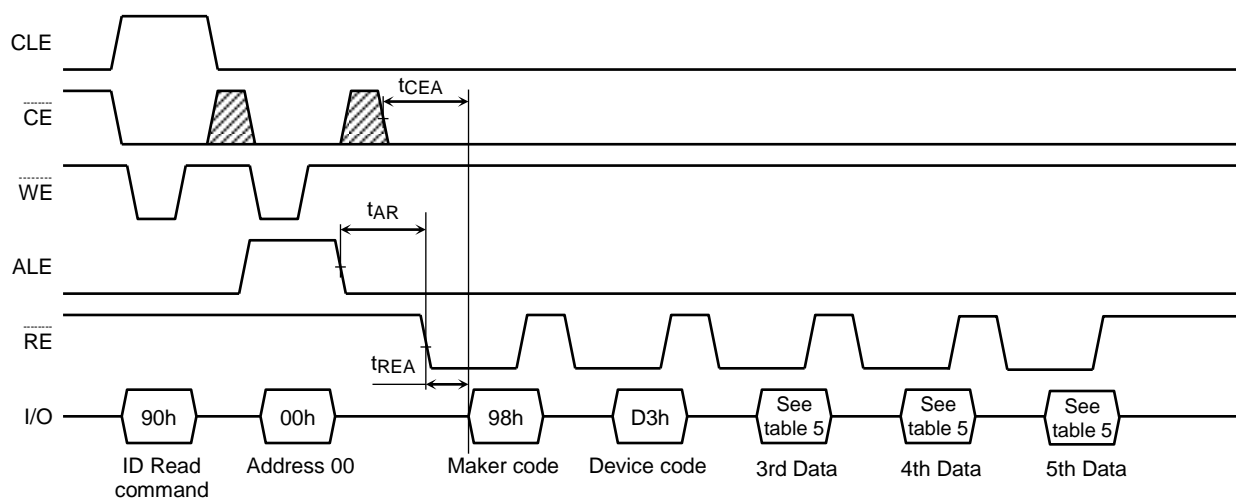 CLE
tCEA
CE
WE
tAR
ALE
RE
tREA
I/O
90h
00h
98h
D3h
See
table 5
See
table 5
See
table 5
ID Read
command
Address 00
Maker code
Device code
3rd Data
4th Data
5th Data